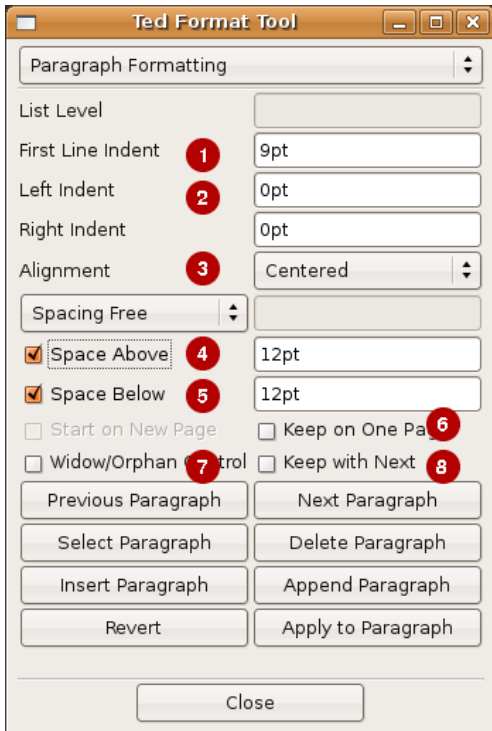 Ted Format Tool
Paragraph Formatting
List Level
First Line Indent 1 9pt
Left Indent 2 0pt
Right Indent 0pt
Alignment 3 Centered
Spacing Free
Space Above 4 12pt
Space Below 5 12pt
Start on New Page Keep on One Pag 6
Widow/Orphan C 7 trol Keep with Next 8
Previous Paragraph Next Paragraph
Select Paragraph Delete Paragraph
Insert Paragraph Append Paragraph
Revert Apply to Paragraph
Close